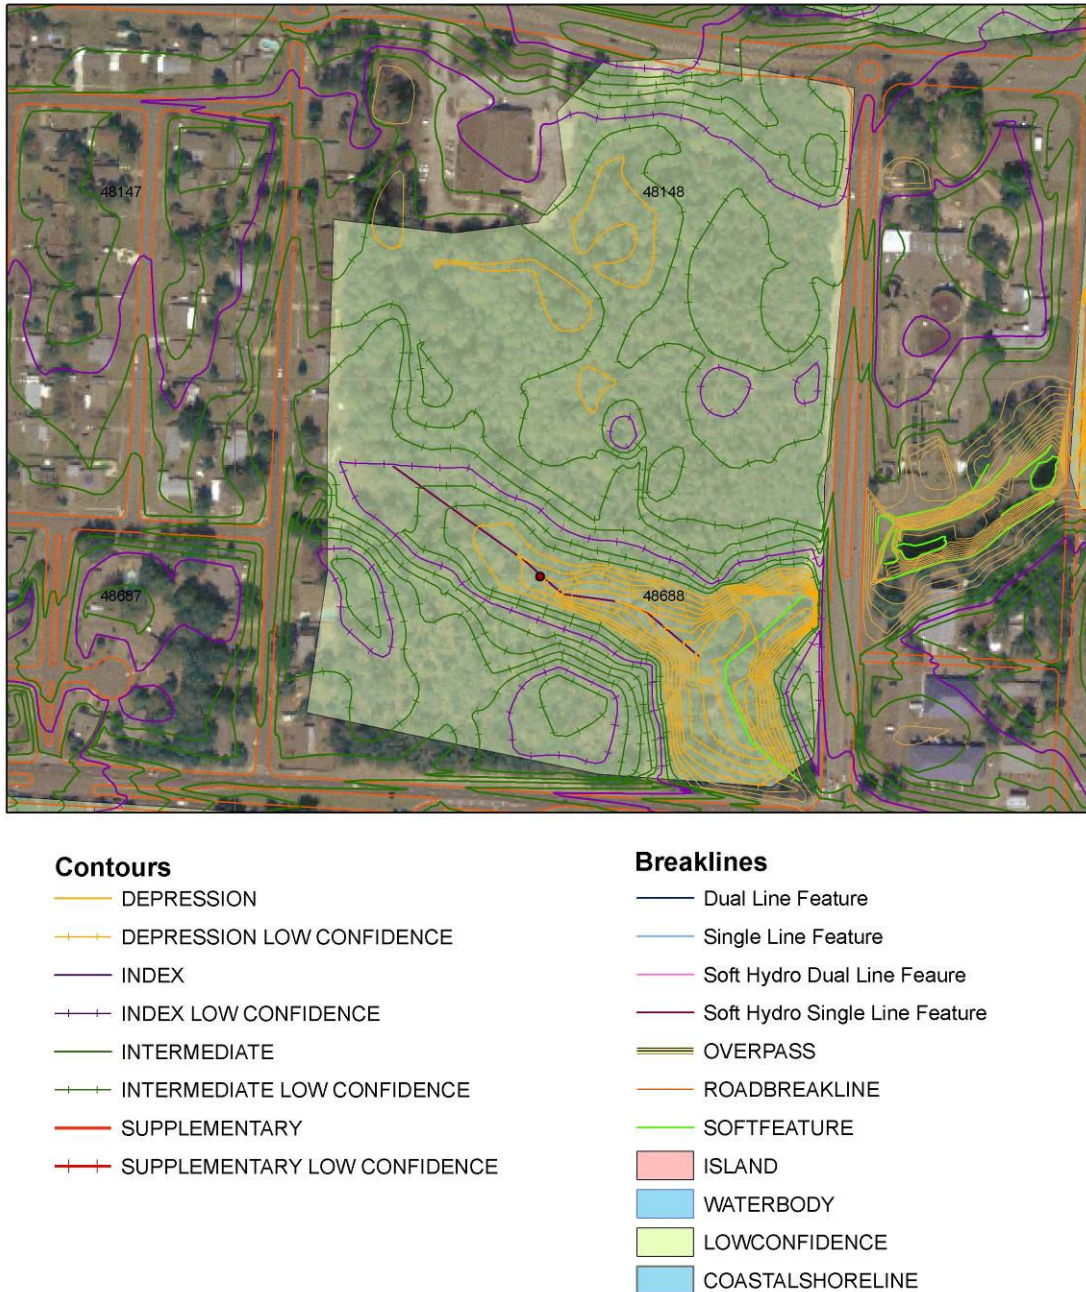 48147
48148
48687
48688
Contours
DEPRESSION
DEPRESSION LOW CONFIDENCE
INDEX
INDEX LOW CONFIDENCE
INTERMEDIATE
INTERMEDIATE LOW CONFIDENCE
SUPPLEMENTARY
SUPPLEMENTARY LOW CONFIDENCE
Breaklines
Dual Line Feature
Single Line Feature
Soft Hydro Dual Line Feaure
Soft Hydro Single Line Feature
OVERPASS
ROADBREAKLINE
SOFTFEATURE
ISLAND
WATERBODY
LOWCONFIDENCE
COASTALSHORELINE